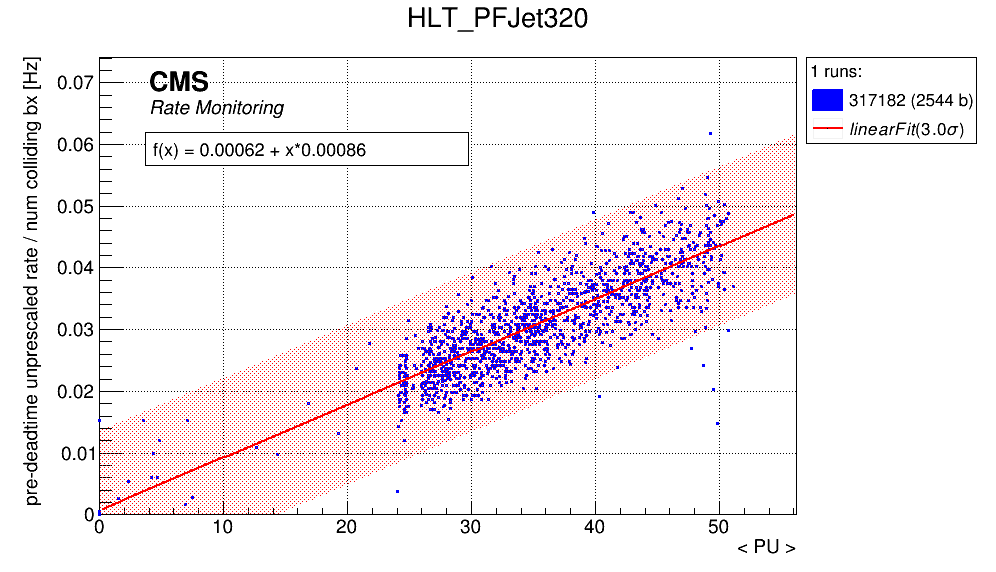 HLT_PFJet320
pre-deadtime unprescaled rate / num colliding bx [Hz]
CMS
Rate Monitoring
f(x) = 0.00062 + x*0.00086
0.07
0.06
0.05
0.04
0.03
0.02
0.01
0
0 10 20 30 40 50
< PU >
1 runs:
317182 (2544 b)
linearFit(3.0σ)